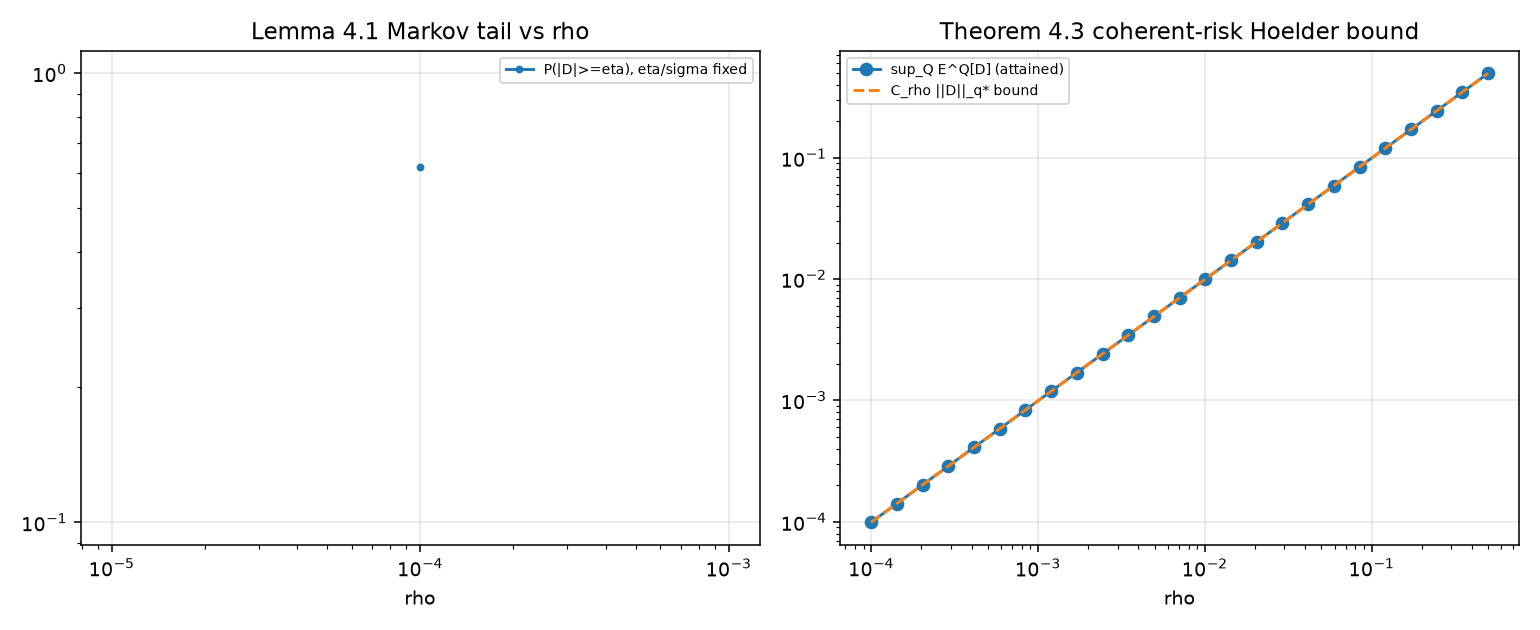 Lemma 4.1 Markov tail vs rho
P(|D|>=eta), eta/sigma fixed
10⁰
10⁻¹
10⁻⁵
10⁻⁴
10⁻³
rho
Theorem 4.3 coherent-risk Hoelder bound
sup_Q E^Q[D] (attained)
C_rho ||D||_q* bound
10⁻¹
10⁻²
10⁻³
10⁻⁴
10⁻⁴
10⁻³
10⁻²
10⁻¹
rho